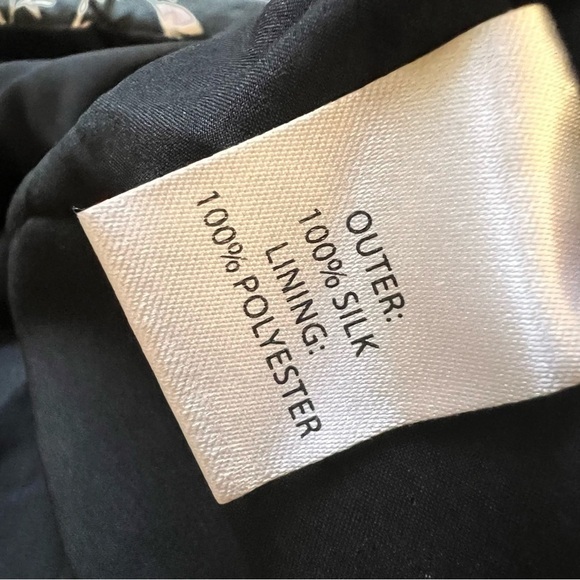 OUTER:
100% SILK
LINING:
100% POLYESTER